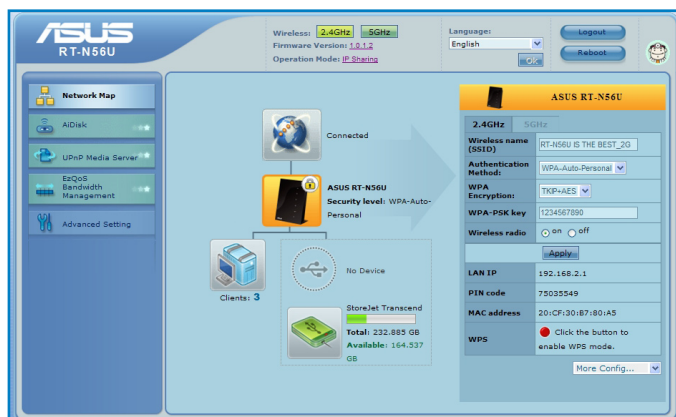 ASUS
RT-N56U
Wireless: 2.4GHz 5GHz
Firmware Version: 1.0.1.2
Operation Mode: IP Sharing
Language:
English
OK
Logout
Reboot
Network Map
AiDisk
UPnP Media Server
EzQoS
Bandwidth
Management
Advanced Setting
Connected
ASUS RT-N56U
Security level: WPA-Auto-
Personal
Clients: 3
No Device
StoreJet Transcend
Total: 232.885 GB
Available: 164.537
GB
ASUS RT-N56U
2.4GHz 5GHz
Wireless name
(SSID)
RT-N56U IS THE BEST_2G
Authentication
Method:
WPA-Auto-Personal
WPA
Encryption:
TKIP+AES
WPA-PSK key
1234567890
Wireless radio
on off
Apply
LAN IP
192.168.2.1
PIN code
75035549
MAC address
20:CF:30:B7:80:A5
WPS
Click the button to
enable WPS mode.
More Config...